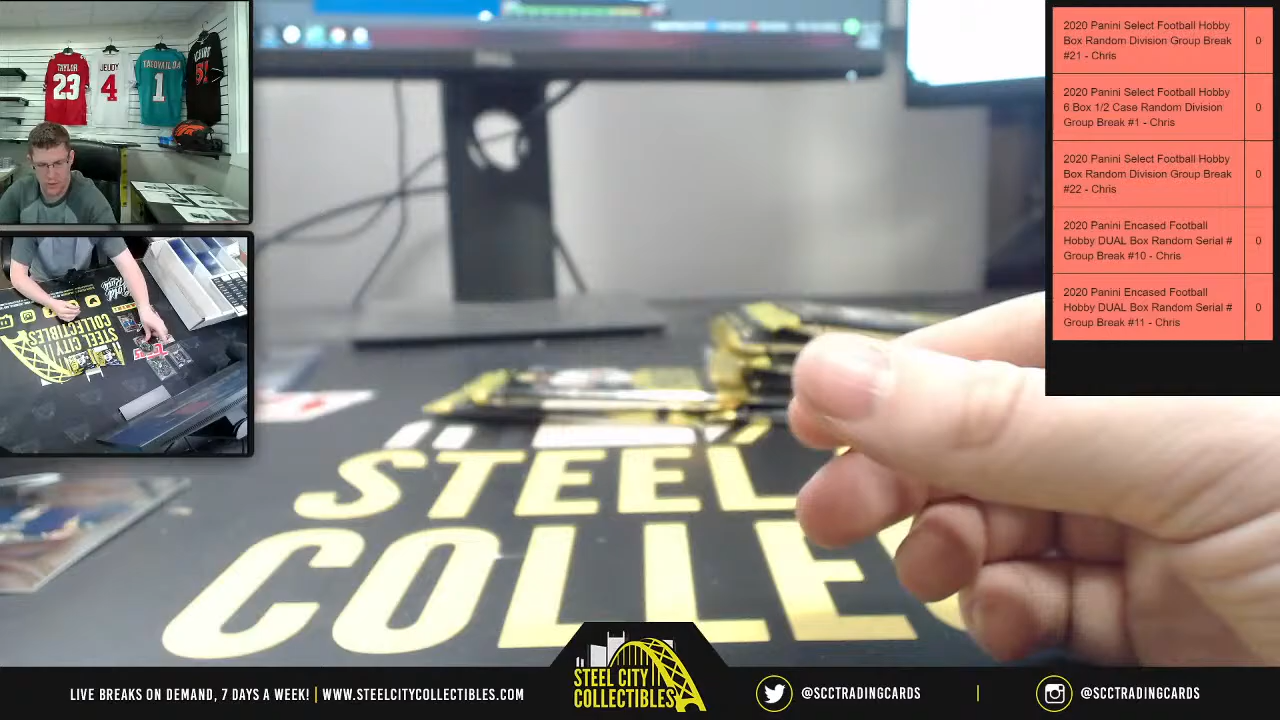 TAYLOR
23
JEUDY
4
TAGOVAILOA
1
2020 Panini Select Football Hobby
Box Random Division Group Break
#21 - Chris
0
2020 Panini Select Football Hobby
6 Box 1/2 Case Random Division
Group Break #1 - Chris
0
2020 Panini Select Football Hobby
Box Random Division Group Break
#22 - Chris
0
2020 Panini Encased Football
Hobby DUAL Box Random Serial #
Group Break #10 - Chris
0
2020 Panini Encased Football
Hobby DUAL Box Random Serial #
Group Break #11 - Chris
0
STEEL CITY
COLLECTIBLES
STEEL
COLLE
LIVE BREAKS ON DEMAND, 7 DAYS A WEEK! | WWW.STEELCITYCOLLECTIBLES.COM
STEEL CITY
COLLECTIBLES
@SCCTRADINGCARDS
@SCCTRADINGCARDS